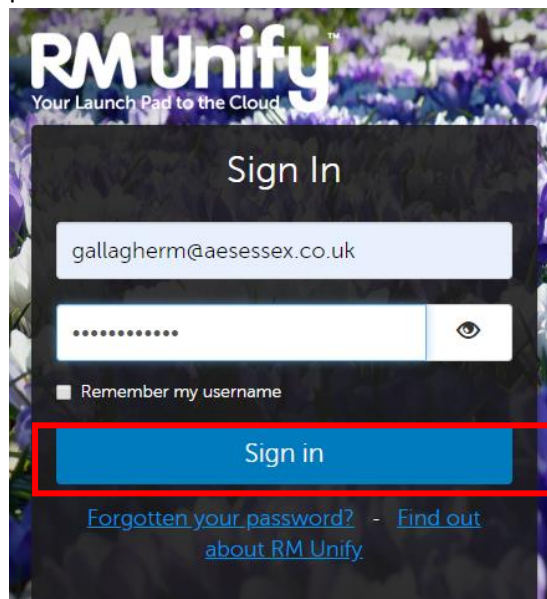 RM Unify™
Your Launch Pad to the Cloud
Sign In
gallagherm@aesessex.co.uk
••••••••••••
Remember my username
Sign in
Forgotten your password? - Find out
about RM Unify